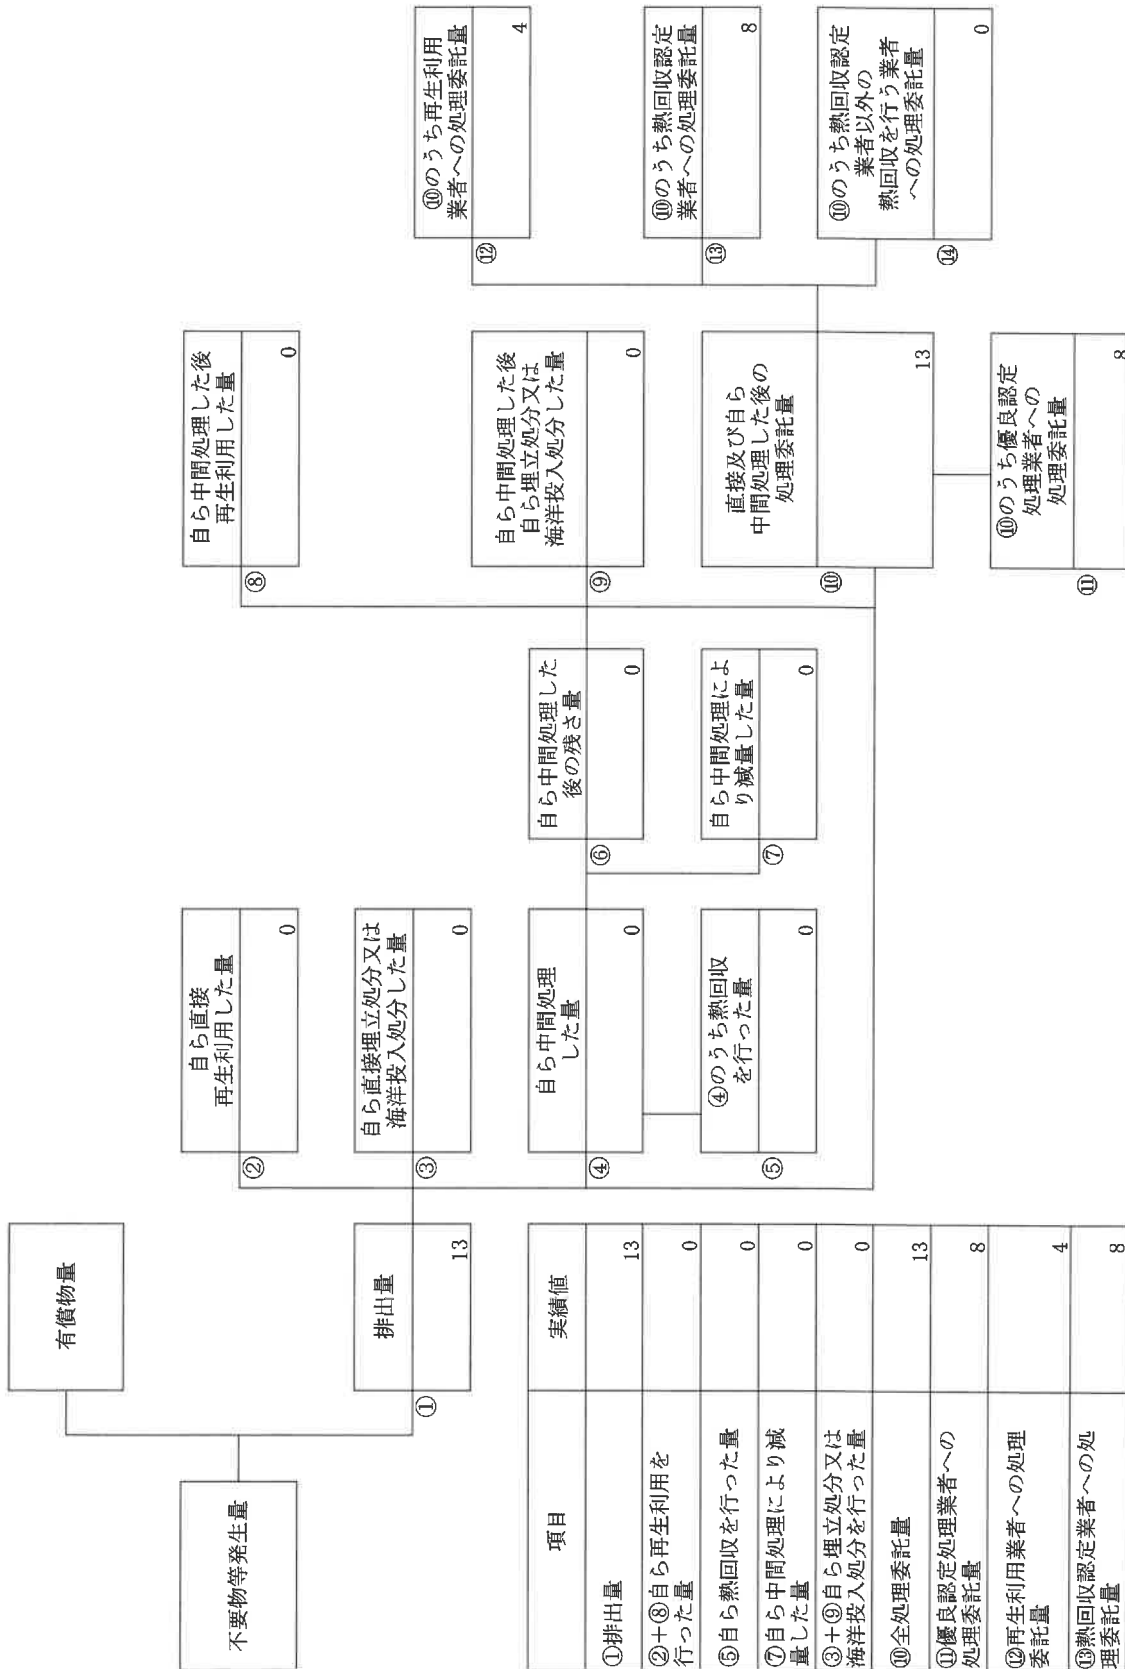 不要物等発生量
有償物量
排出量
①
13
自ら直接
再生利用した量
②
0
自ら直接埋立処分又は
海洋投入処分した量
③
0
自ら中間処理
した量
④
0
④のうち熱回収
を行った量
⑤
0
自ら中間処理した
後の残さ量
⑥
0
自ら中間処理によ
り減量した量
⑦
0
自ら中間処理した後
再生利用した量
⑧
0
自ら中間処理した後
自ら埋立処分又は
海洋投入処分した量
⑨
0
直接及び自ら
中間処理した後の
処理委託量
⑩
13
⑩のうち優良認定
処理業者への
処理委託量
⑪
8
⑩のうち再生利用
業者への処理委託量
⑫
4
⑩のうち熱回収認定
業者への処理委託量
⑬
8
⑩のうち熱回収認定
業者以外の
熱回収を行う業者
への処理委託量
⑭
0
項目 実績値
①排出量 13
②+⑧自ら再生利用を
行った量 0
⑤自ら熱回収を行った量 0
⑦自ら中間処理により減
量した量 0
③+⑨自ら埋立処分又は
海洋投入処分を行った量 0
⑩全処理委託量 13
⑪優良認定処理業者への
処理委託量 8
⑫再生利用業者への処理
委託量 4
⑬熱回収認定業者への処
理委託量 8